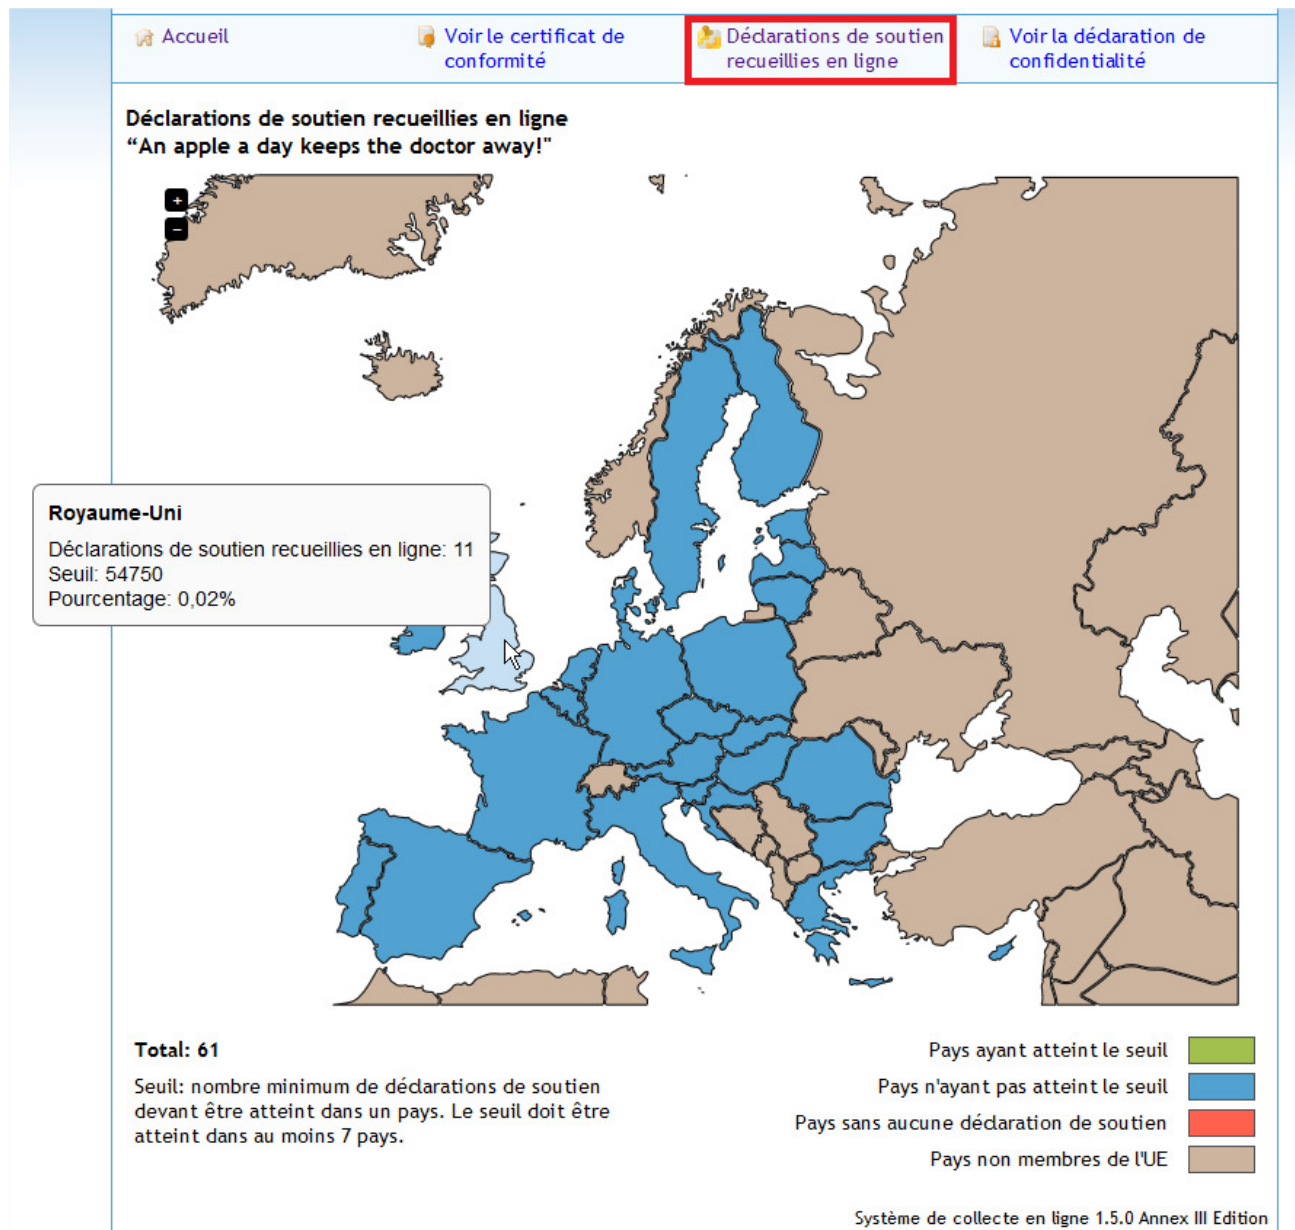 Accueil
Voir le certificat de
conformité
Déclarations de soutien
recueillies en ligne
Voir la déclaration de
confidentialité
Déclarations de soutien recueillies en ligne
“An apple a day keeps the doctor away!"
+
−
Royaume-Uni
Déclarations de soutien recueillies en ligne: 11
Seuil: 54750
Pourcentage: 0,02%
Total: 61
Seuil: nombre minimum de déclarations de soutien
devant être atteint dans un pays. Le seuil doit être
atteint dans au moins 7 pays.
Pays ayant atteint le seuil
Pays n'ayant pas atteint le seuil
Pays sans aucune déclaration de soutien
Pays non membres de l'UE
Système de collecte en ligne 1.5.0 Annex III Edition